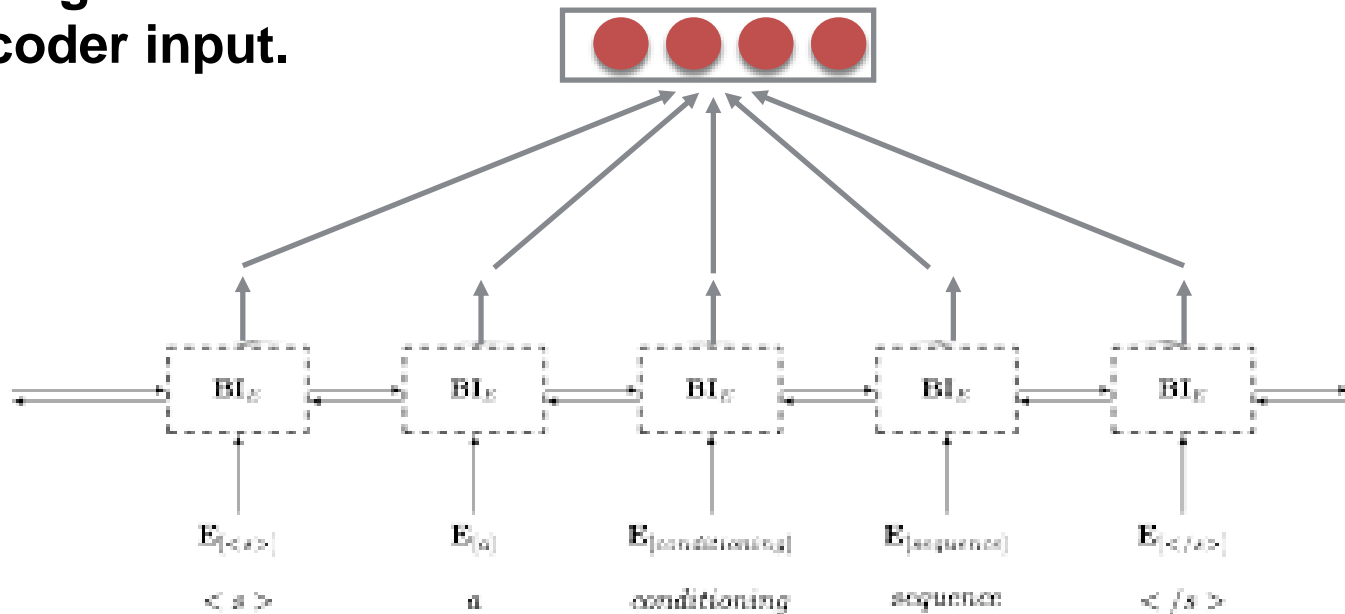 coder input.
BI_E BI_E BI_E BI_E BI_E
E_[<s>] E_[a] E_[conditioning] E_[sequence] E_[</s>]
< s > a conditioning sequence < /s >